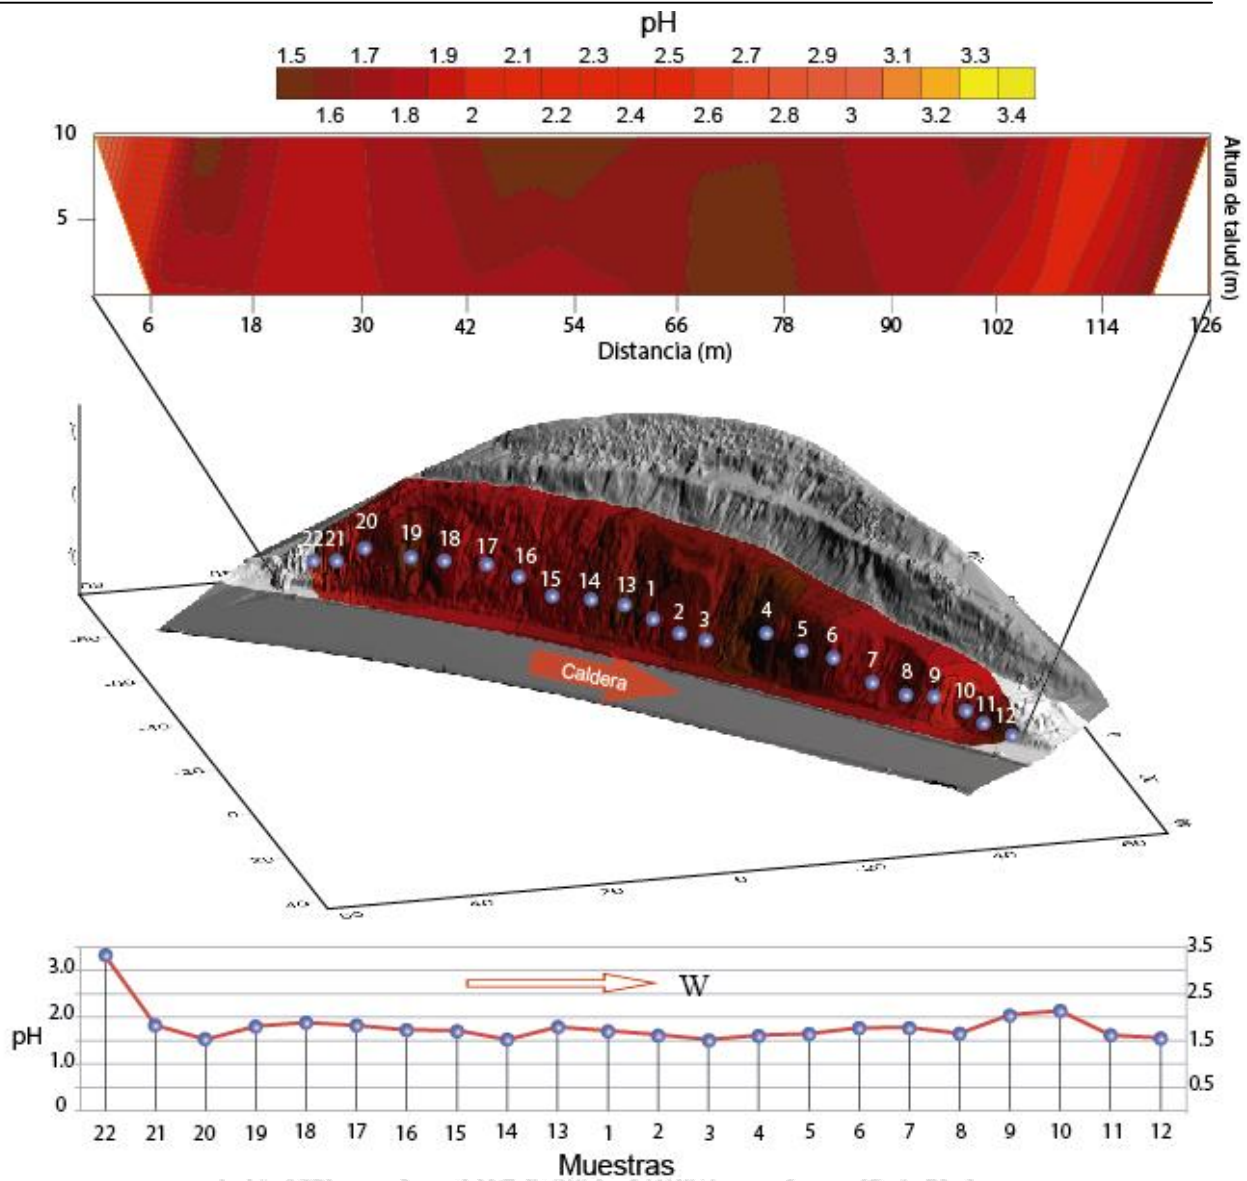 pH
1.5 1.7 1.9 2.1 2.3 2.5 2.7 2.9 3.1 3.3
1.6 1.8 2 2.2 2.4 2.6 2.8 3 3.2 3.4
10
5
Altura de talud (m)
6 18 30 42 54 66 78 90 102 114 126
Distancia (m)
22 21 20 19 18 17 16 15 14 13 1 2 3 4 5 6 7 8 9 10 11 12
Caldera
40 20 0
40
0
40
3.0 2.0 1.0 0
pH
W
3.5 2.5 1.5 0.5
22 21 20 19 18 17 16 15 14 13 1 2 3 4 5 6 7 8 9 10 11 12
Muestras